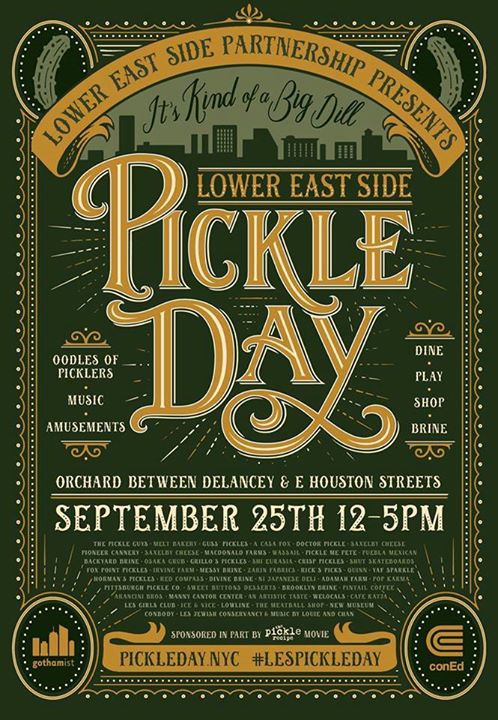 LOWER EAST SIDE PARTNERSHIP PRESENTS
It's Kind of a Big Dill
LOWER EAST SIDE
PICKLE
DAY
OODLES OF
PICKLERS
MUSIC
AMUSEMENTS
DINE
PLAY
SHOP
BRINE
ORCHARD BETWEEN DELANCEY & E HOUSTON STREETS
SEPTEMBER 25TH 12-5PM
THE PICKLE GUYS · MELT BAKERY · GUSS' PICKLES · A CASA FOX · DOCTOR PICKLE · SAXELBY CHEESE
PIONEER CANNERY · SAXELBY CHEESE · MACDONALD FARMS · WASSAIL · PICKLE ME PETE · PUEBLA MEXICAN
BACKYARD BRINE · OSAKA GRUB · GRILLO'S PICKLES · SHI EURASIA · CRISP PICKLES · SHUT SKATEBOARDS
FOX POINT PICKLES · IRVING FARM · MESSY BRINE · ZARIN FABRICS · RICK'S PICKS · QUINN · YAF SPARKLE
HORMAN'S PICKLES · RED COMPASS · DIVINE BRINE · NI JAPANESE DELI · ADAMAH FARM · POP KARMA
PITTSBURGH PICKLE CO · SWEET BUTTONS DESSERTS · BROOKLYN BRINE · PINTAIL COFFEE
ARANCINI BROS · MANNY CANTOR CENTER · AN ARTISTIC TASTE · WELOCALS · CAFE KATJA
LES GIRLS CLUB · ICE & VICE · LOWLINE · THE MEATBALL SHOP · NEW MUSEUM
CONBODY · LES JEWISH CONSERVANCY & MUSIC BY LOUIE AND CHAN
SPONSORED IN PART BY the pickle recipe MOVIE
PICKLEDAY.NYC #LESPICKLEDAY
gothamist
conEd